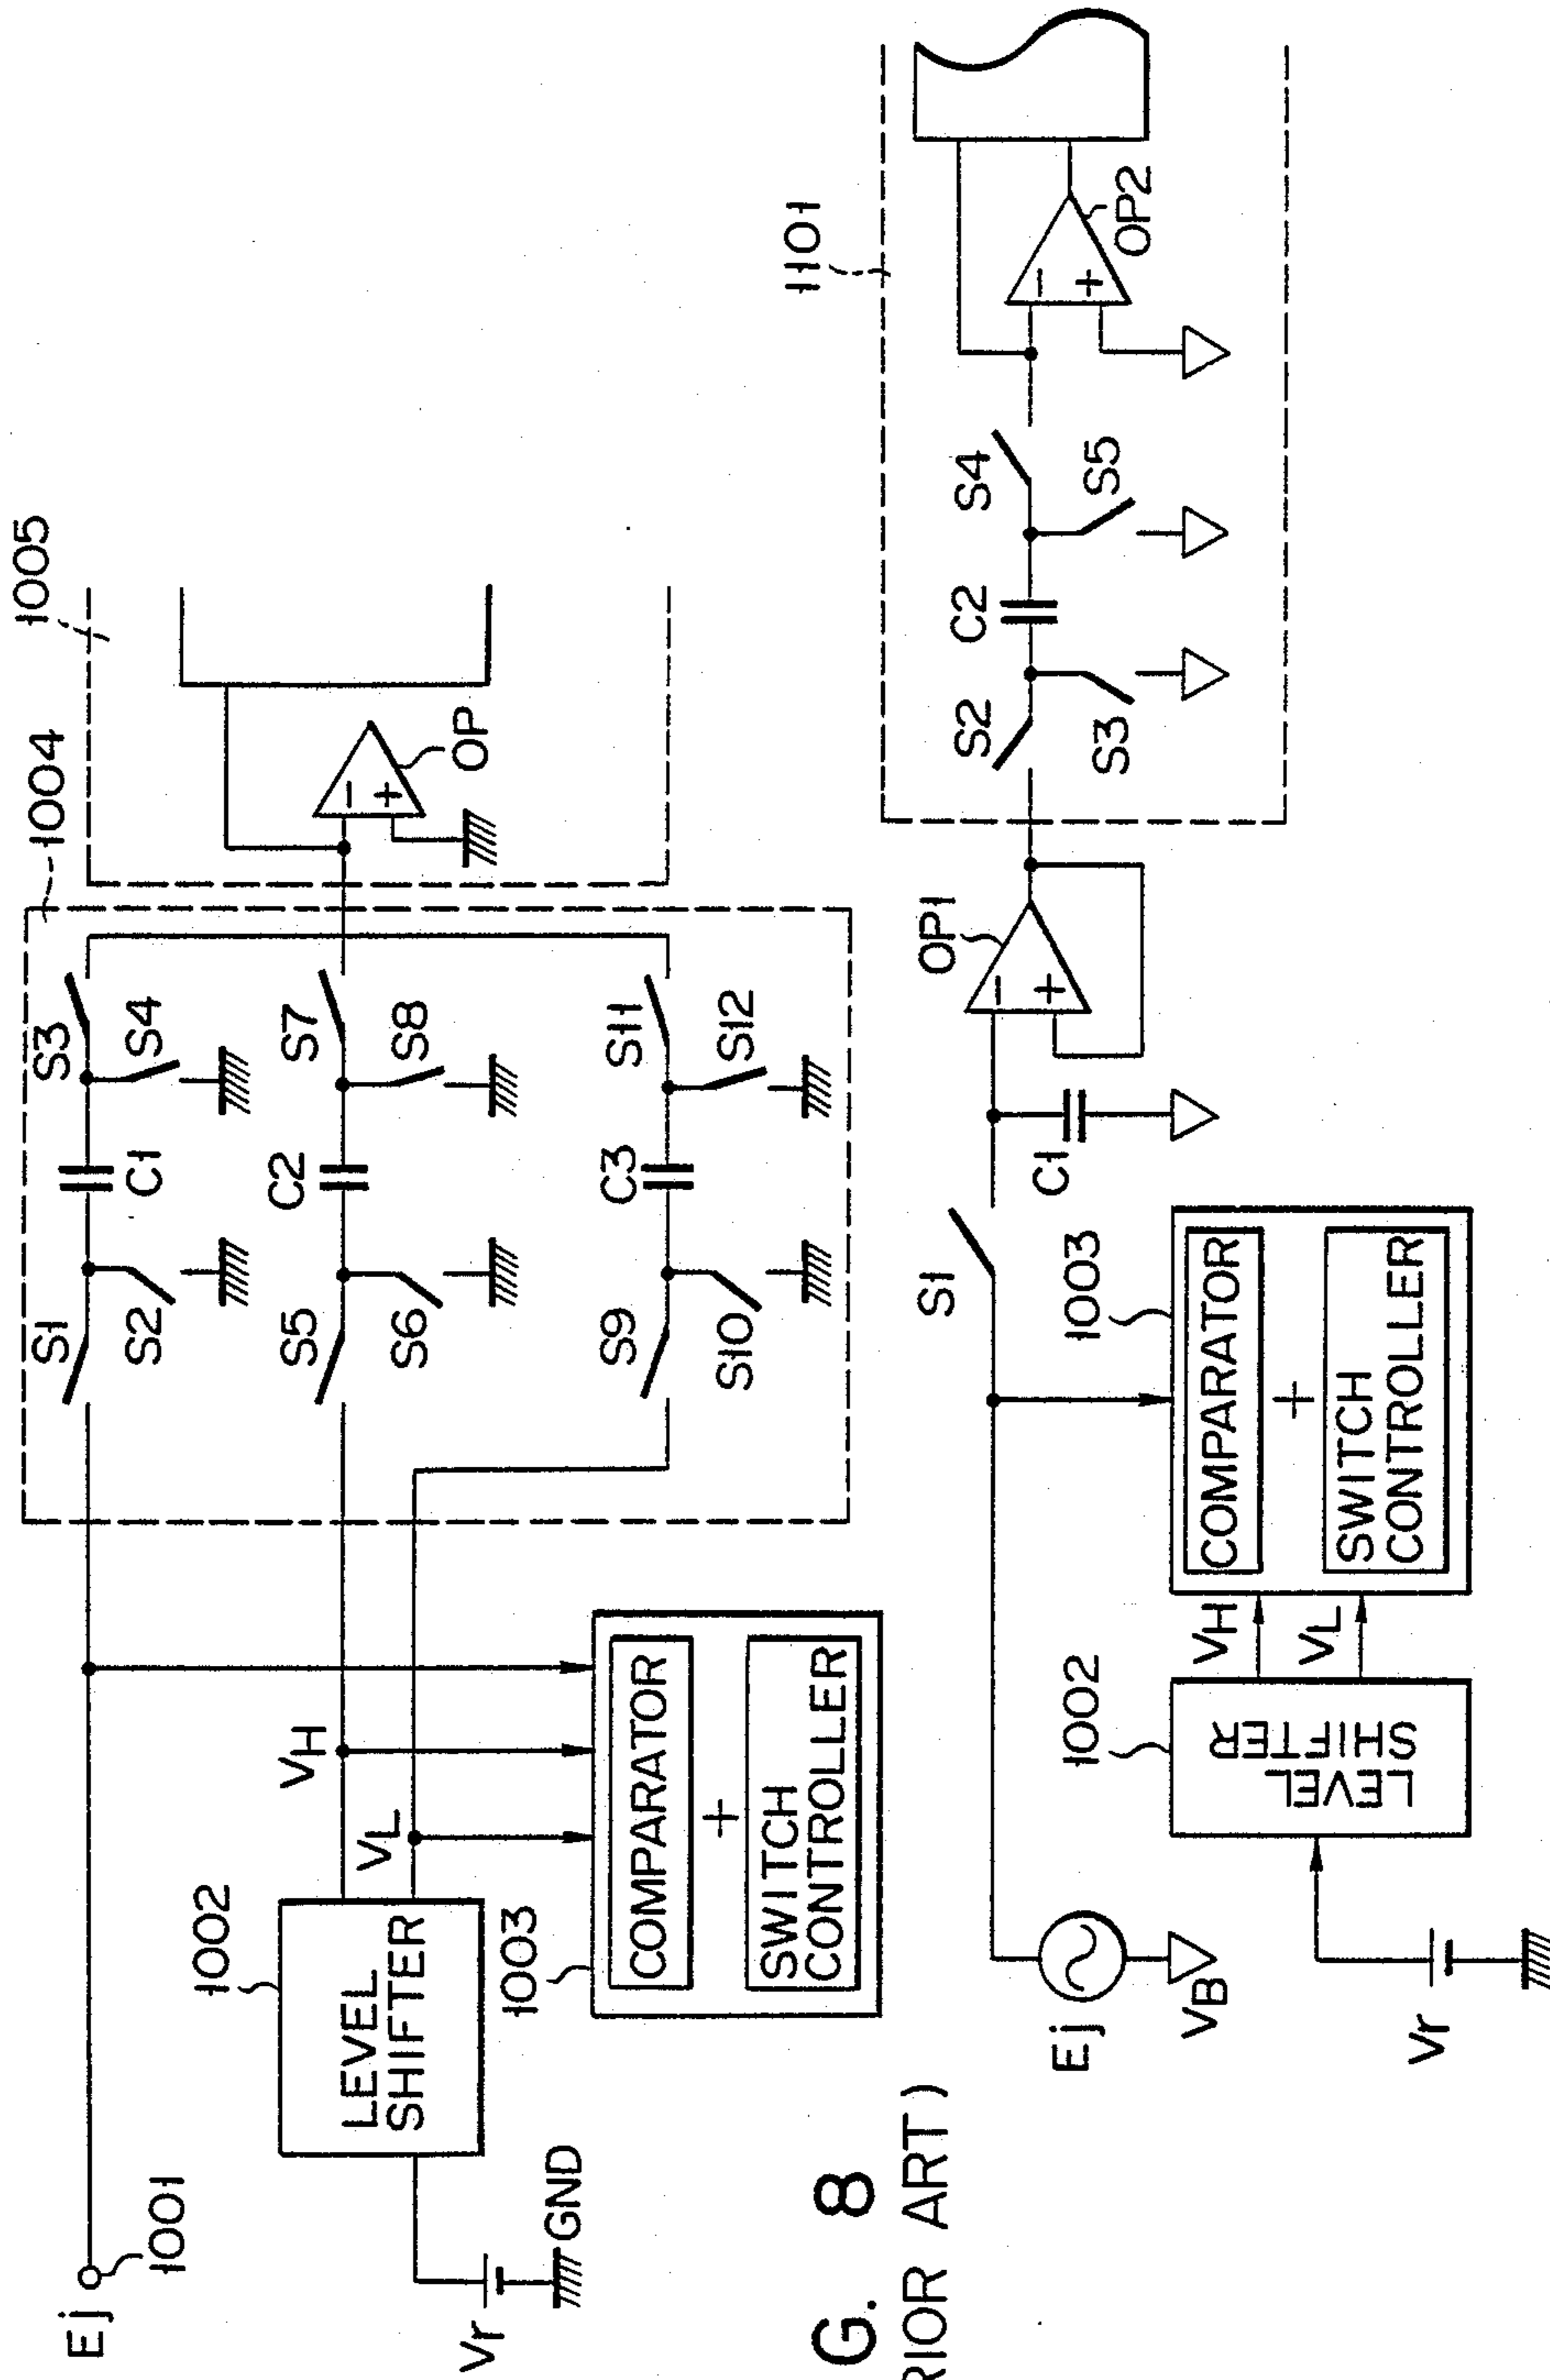 1005
1004
S3
S4
S7
S8
S11
S12
C1
C2
C3
S1
S2
S5
S6
S9
S10
OP
−
+
VH
VL
1002
LEVEL
SHIFTER
1003
COMPARATOR
+
SWITCH
CONTROLLER
Ej
1001
Vr
GND
G. 8
RIOR ART)
1101
OP2
−
+
S4
S5
C2
S2
S3
OP1
−
+
C1
S1
1003
COMPARATOR
+
SWITCH
CONTROLLER
VH
VL
1002
LEVEL
SHIFTER
Ej
VB
Vr